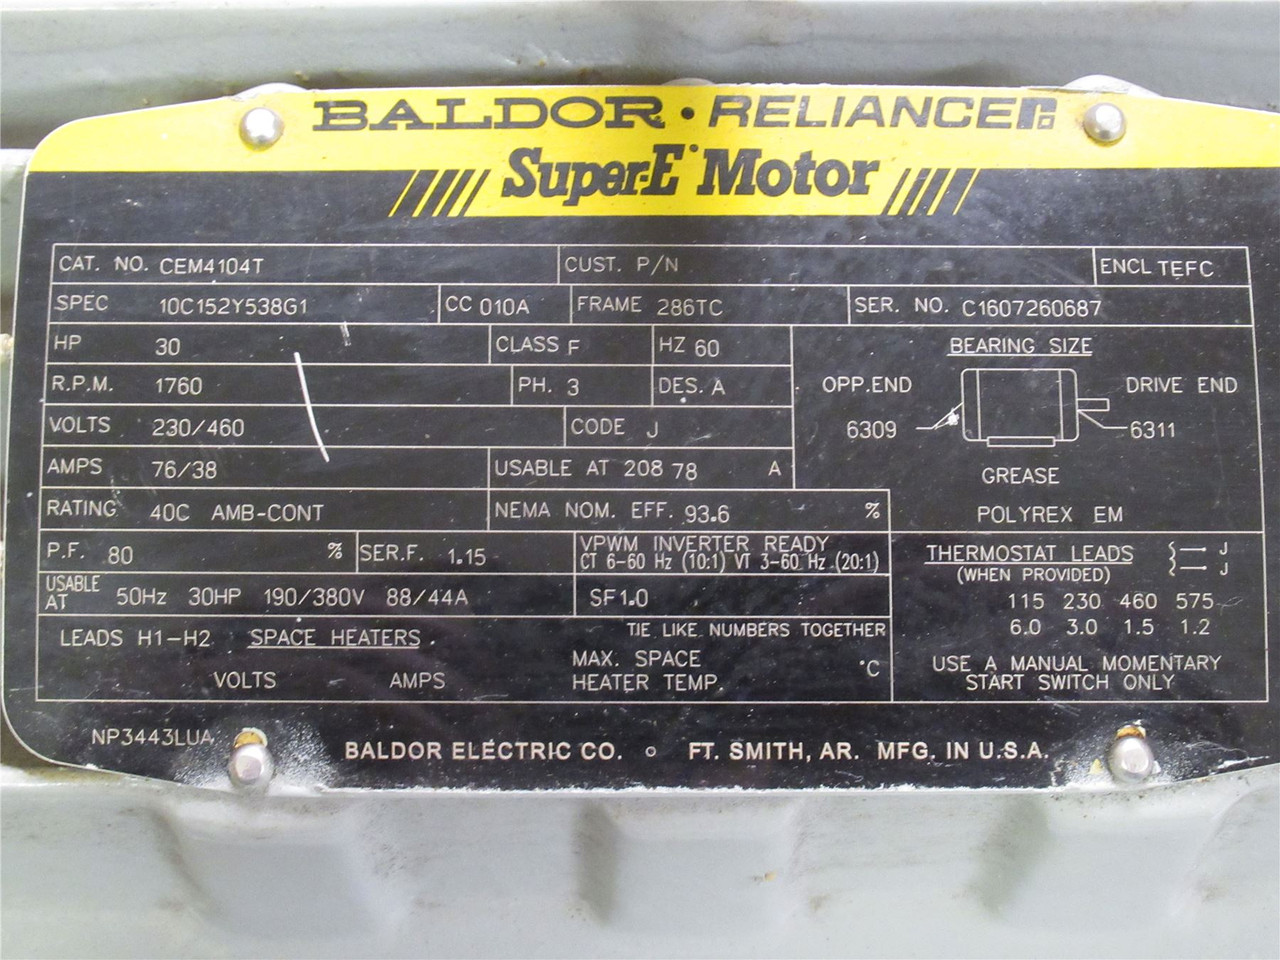 BALDOR • RELIANCER
Super-E® Motor
CAT. NO. CEM4104T CUST. P/N ENCL TEFC
SPEC 10C152Y538G1 CC 010A FRAME 286TC SER. NO. C1607260687
HP 30 CLASS F HZ 60 BEARING SIZE
R.P.M. 1760 PH. 3 DES. A OPP.END DRIVE END
VOLTS 230/460 CODE J 6309 6311
AMPS 76/38 USABLE AT 208 78 A GREASE
RATING 40C AMB-CONT NEMA NOM. EFF. 93.6 % POLYREX EM
P.F. 80 % SER.F. 1.15 VPWM INVERTER READY
CT 6-60 Hz (10:1) VT 3-60 Hz (20:1)
THERMOSTAT LEADS J
(WHEN PROVIDED) J
USABLE AT 50Hz 30HP 190/380V 88/44A SF1.0
115 230 460 575
6.0 3.0 1.5 1.2
LEADS H1-H2 SPACE HEATERS. TIE LIKE NUMBERS TOGETHER
VOLTS AMPS
MAX. SPACE °C
HEATER TEMP.
USE A MANUAL MOMENTARY
START SWITCH ONLY
NP3443LUA
BALDOR ELECTRIC CO. ° FT. SMITH, AR. MFG. IN U.S.A.